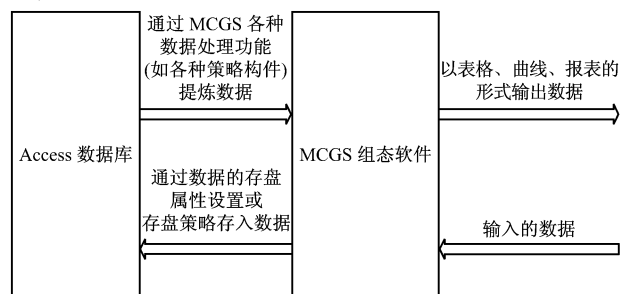 通过 MCGS 各种
数据处理功能
(如各种策略构件)
提炼数据
以表格、曲线、报表的
形式输出数据
Access 数据库
MCGS 组态软件
通过数据的存盘
属性设置或
存盘策略存入数据
输入的数据